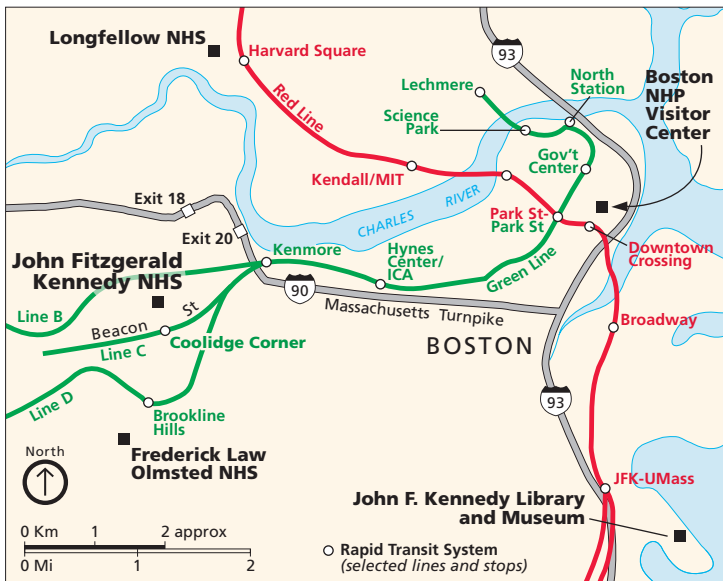 Longfellow NHS
Harvard Square
93
Red Line
Lechmere
North
Station
Boston
NHP
Visitor
Center
Science
Park
Gov't
Center
Kendall/MIT
CHARLES RIVER
Exit 18
Park St-
Park St
Exit 20
Kenmore
Hynes
Center/
ICA
Downtown
Crossing
John Fitzgerald
Kennedy NHS
Green Line
90
Massachusetts Turnpike
Line B
Beacon St
Line C
Coolidge Corner
Broadway
BOSTON
Line D
Brookline
Hills
93
North
Frederick Law
Olmsted NHS
JFK-UMass
John F. Kennedy Library
and Museum
0 Km 1 2 approx
0 Mi 1 2
Rapid Transit System
(selected lines and stops)